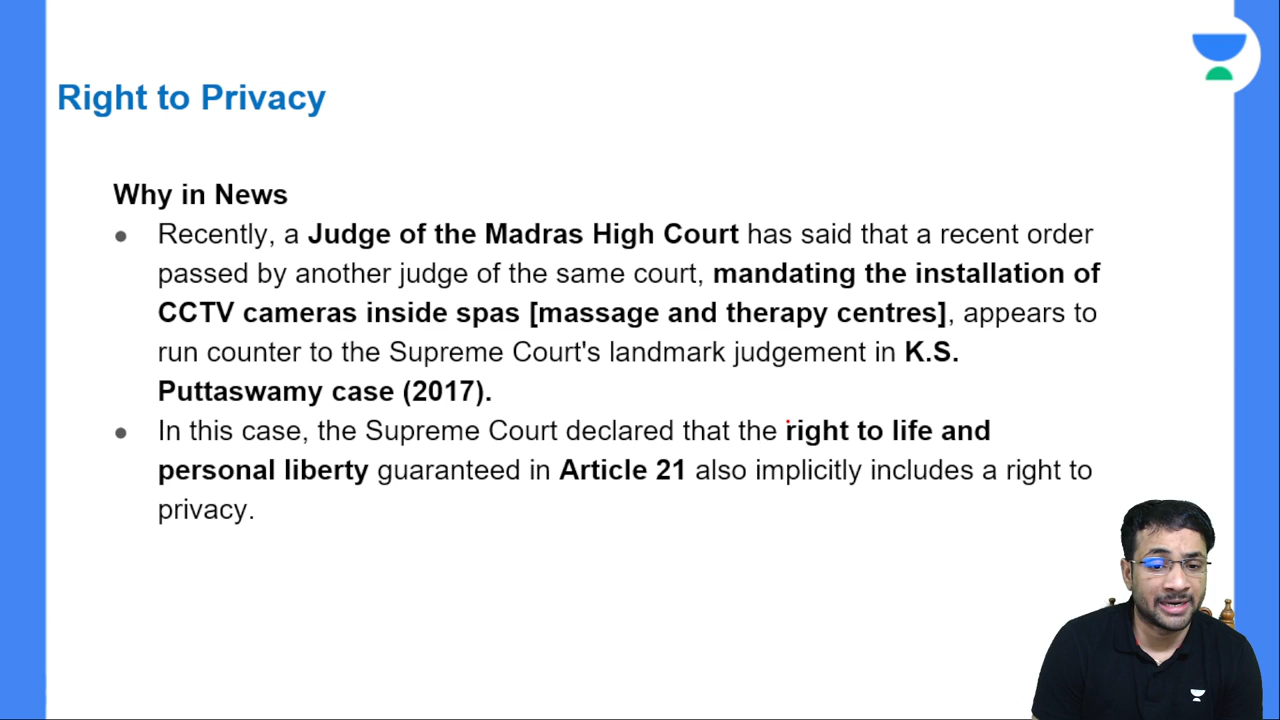 Right to Privacy
Why in News
● Recently, a Judge of the Madras High Court has said that a recent order
passed by another judge of the same court, mandating the installation of
CCTV cameras inside spas [massage and therapy centres], appears to
run counter to the Supreme Court's landmark judgement in K.S.
Puttaswamy case (2017).
● In this case, the Supreme Court declared that the right to life and
personal liberty guaranteed in Article 21 also implicitly includes a right to
privacy.